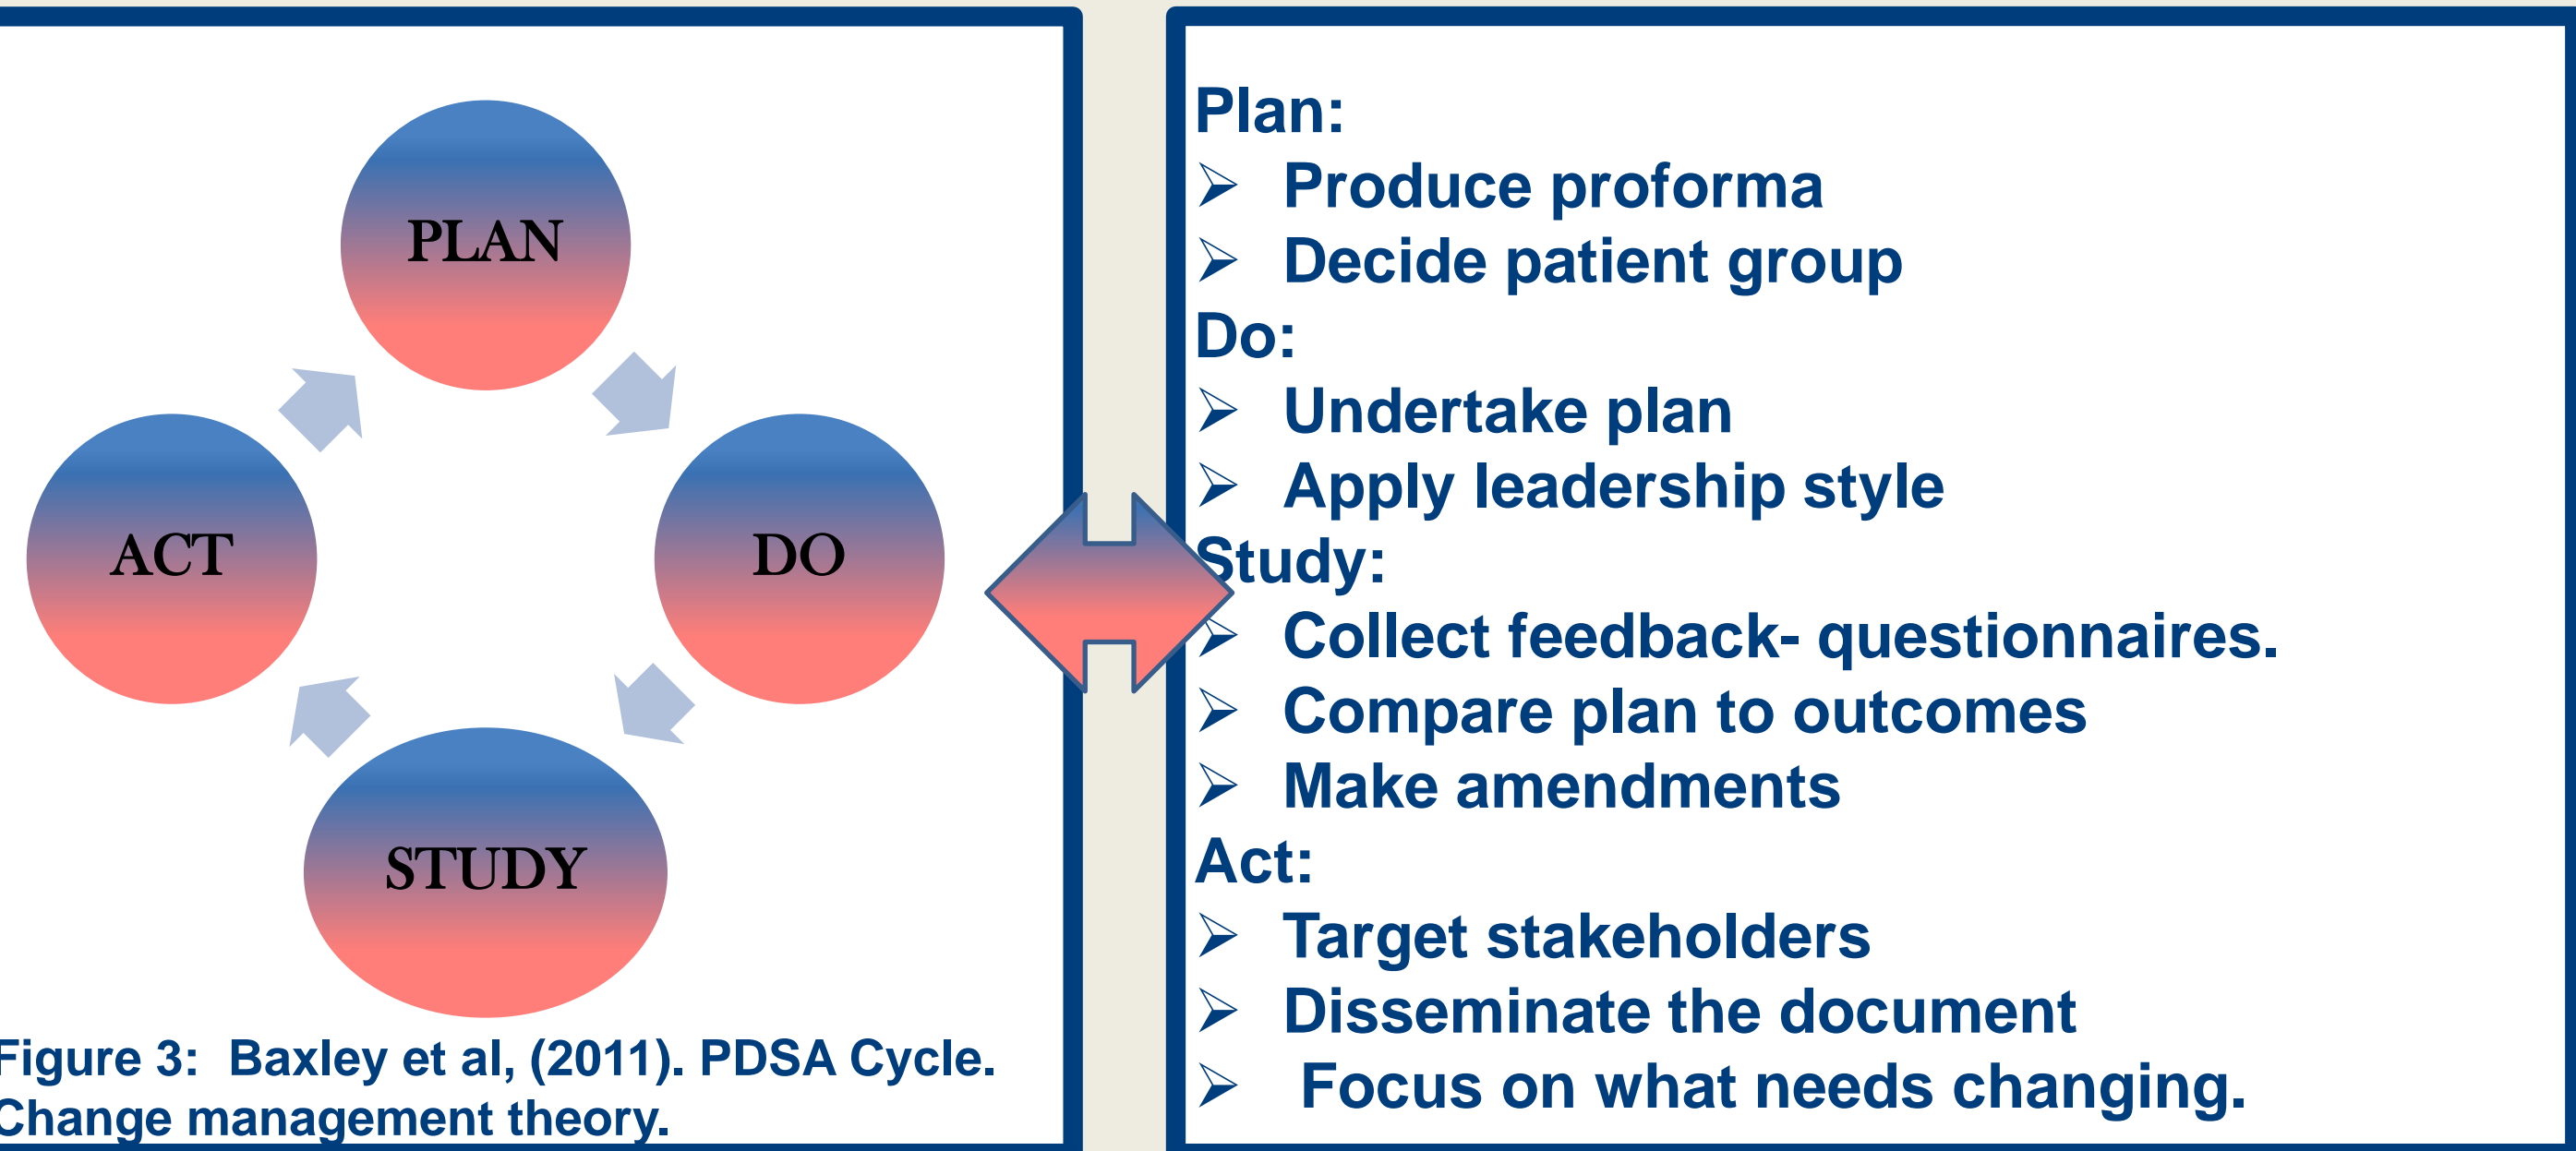 PLAN
DO
STUDY
ACT
Figure 3:  Baxley et al, (2011). PDSA Cycle.
Change management theory.
Plan:
➢ Produce proforma
➢ Decide patient group
Do:
➢ Undertake plan
➢ Apply leadership style
Study:
➢ Collect feedback- questionnaires.
➢ Compare plan to outcomes
➢ Make amendments
Act:
➢ Target stakeholders
➢ Disseminate the document
➢ Focus on what needs changing.